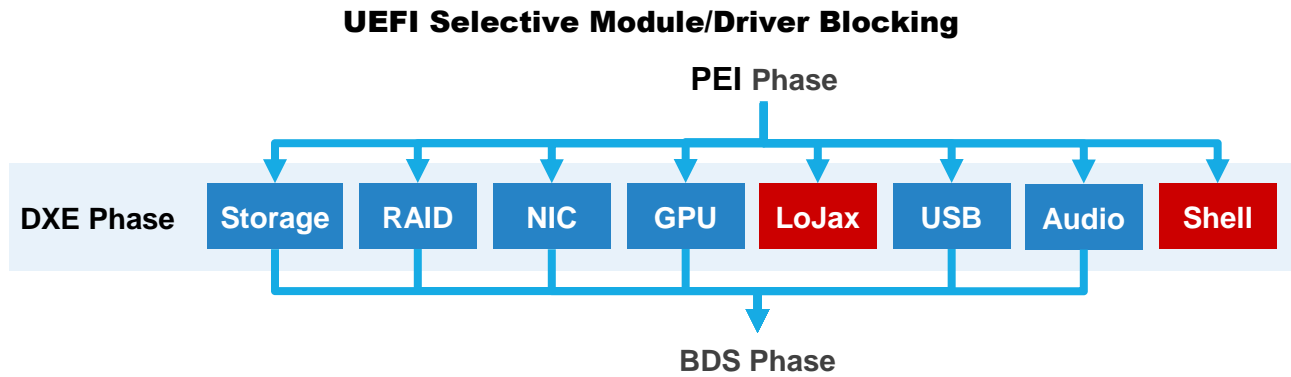 UEFI Selective Module/Driver Blocking
PEI Phase
DXE Phase Storage RAID NIC GPU LoJax USB Audio Shell
BDS Phase